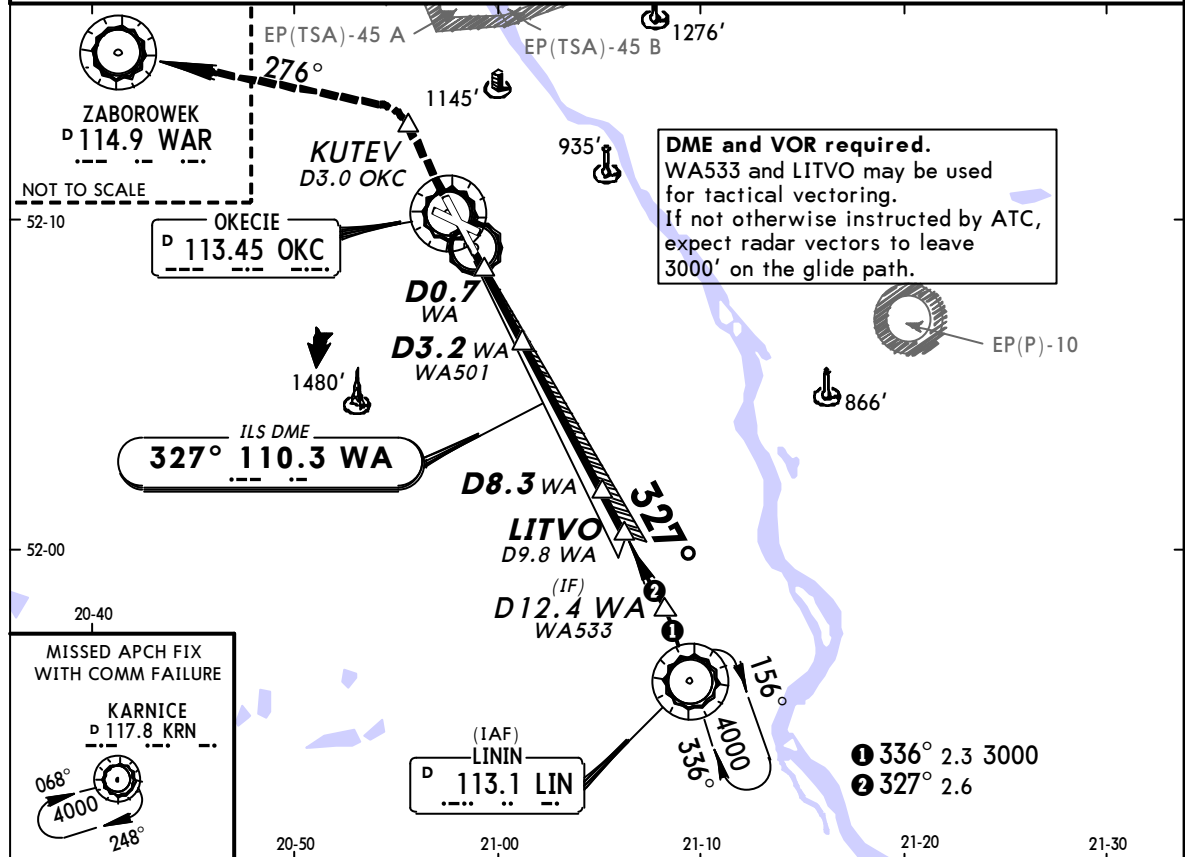 EP(TSA)-45 A
EP(TSA)-45 B
1276'
276°
ZABOROWEK
D 114.9 WAR
NOT TO SCALE
1145'
KUTEV
D3.0 OKC
935'
DME and VOR required.
WA533 and LITVO may be used
for tactical vectoring.
If not otherwise instructed by ATC,
expect radar vectors to leave
3000' on the glide path.
52-10
OKECIE
D 113.45 OKC
D0.7
WA
D3.2 WA
WA501
EP(P)-10
1480'
866'
ILS DME
327° 110.3 WA
D8.3 WA
327°
LITVO
D9.8 WA
52-00
(IF)
D12.4 WA
WA533
2
1
20-40
MISSED APCH FIX
WITH COMM FAILURE
KARNICE
D 117.8 KRN
068°
4000
248°
(IAF)
LININ
D 113.1 LIN
156°
4000
336°
1 336° 2.3 3000
2 327° 2.6
20-50
21-00
21-10
21-20
21-30